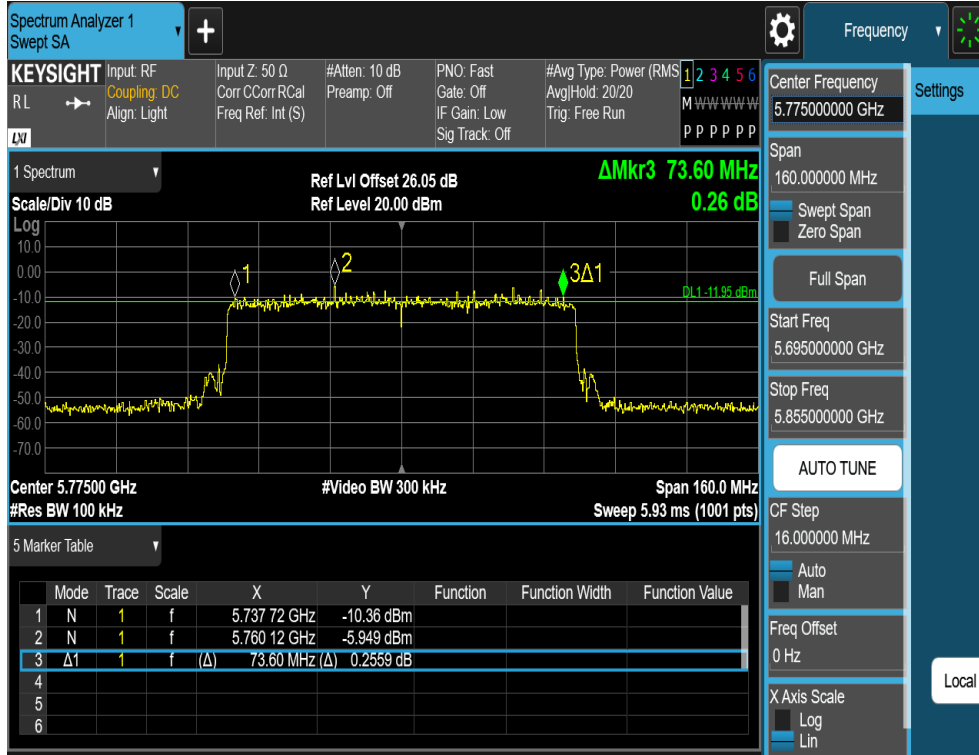 Spectrum Analyzer 1
Swept SA
+
Frequency
KEYSIGHT
R L
LXI
Input: RF
Coupling: DC
Align: Light
Input Z: 50 Ω
Corr CCorr RCal
Freq Ref: Int (S)
#Atten: 10 dB
Preamp: Off
PNO: Fast
Gate: Off
IF Gain: Low
Sig Track: Off
#Avg Type: Power (RMS
Avg|Hold: 20/20
Trig: Free Run
1 2 3 4 5 6
M W W W W W
P P P P P P
1 Spectrum
Scale/Div 10 dB
Ref Lvl Offset 26.05 dB
Ref Level 20.00 dBm
ΔMkr3 73.60 MHz
0.26 dB
Log
10.0
0.00
-10.0
-20.0
-30.0
-40.0
-50.0
-60.0
-70.0
1
2
3Δ1
DL1 -11.95 dBm
Center 5.77500 GHz
#Video BW 300 kHz
Span 160.0 MHz
#Res BW 100 kHz
Sweep 5.93 ms (1001 pts)
5 Marker Table
Mode Trace Scale X Y Function Function Width Function Value
1 N 1 f 5.737 72 GHz -10.36 dBm
2 N 1 f 5.760 12 GHz -5.949 dBm
3 Δ1 1 f (Δ) 73.60 MHz (Δ) 0.2559 dB
4
5
6
Center Frequency
5.775000000 GHz
Span
160.000000 MHz
Swept Span
Zero Span
Full Span
Start Freq
5.695000000 GHz
Stop Freq
5.855000000 GHz
AUTO TUNE
CF Step
16.000000 MHz
Auto
Man
Freq Offset
0 Hz
X Axis Scale
Log
Lin
Settings
Local